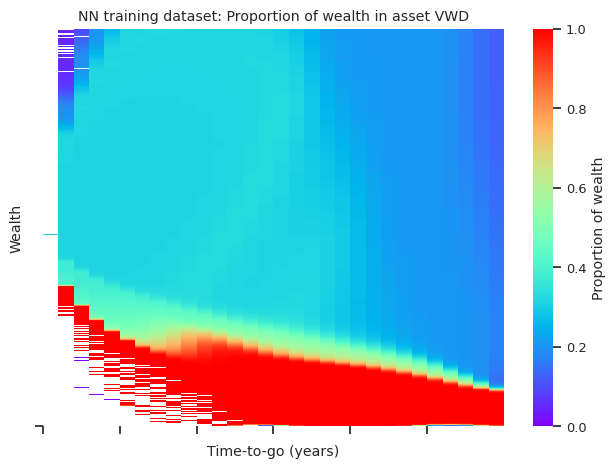 NN training dataset: Proportion of wealth in asset VWD
Wealth
Time-to-go (years)
1.0
0.8
0.6
0.4
0.2
0.0
Proportion of wealth